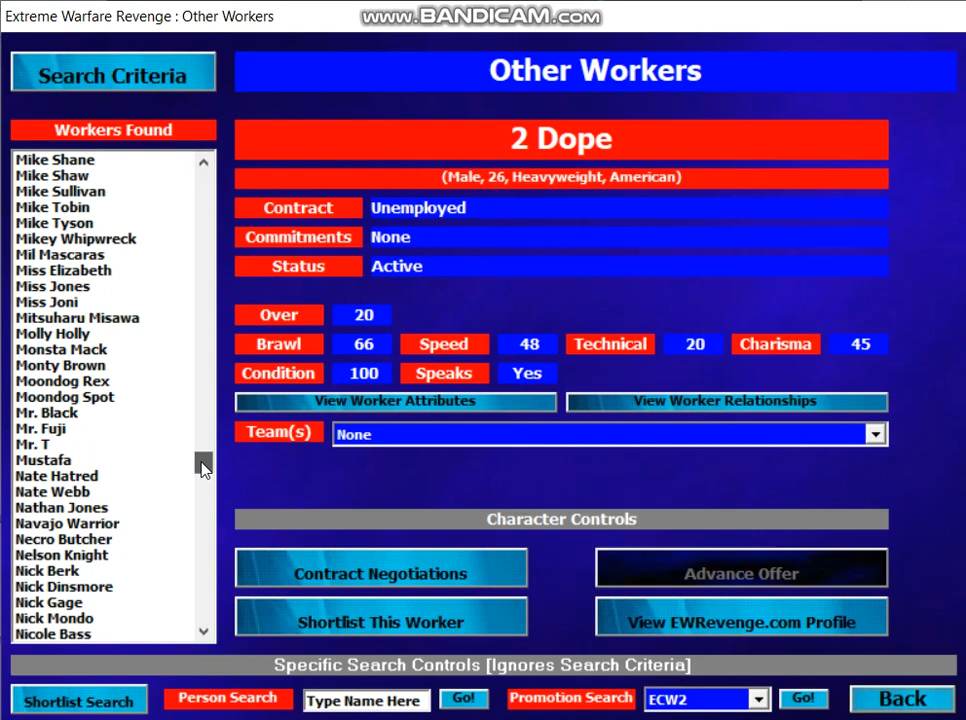 Extreme Warfare Revenge : Other Workers
www.BANDICAM.com
Search Criteria
Other Workers
Workers Found
Mike Shane
Mike Shaw
Mike Sullivan
Mike Tobin
Mike Tyson
Mikey Whipwreck
Mil Mascaras
Miss Elizabeth
Miss Jones
Miss Joni
Mitsuharu Misawa
Molly Holly
Monsta Mack
Monty Brown
Moondog Rex
Moondog Spot
Mr. Black
Mr. Fuji
Mr. T
Mustafa
Nate Hatred
Nate Webb
Nathan Jones
Navajo Warrior
Necro Butcher
Nelson Knight
Nick Berk
Nick Dinsmore
Nick Gage
Nick Mondo
Nicole Bass
2 Dope
(Male, 26, Heavyweight, American)
Contract Unemployed
Commitments None
Status Active
Over 20
Brawl 66 Speed 48 Technical 20 Charisma 45
Condition 100 Speaks Yes
View Worker Attributes View Worker Relationships
Team(s) None
Character Controls
Contract Negotiations Advance Offer
Shortlist This Worker View EWRevenge.com Profile
Specific Search Controls [Ignores Search Criteria]
Shortlist Search Person Search Type Name Here Go! Promotion Search ECW2 Go! Back